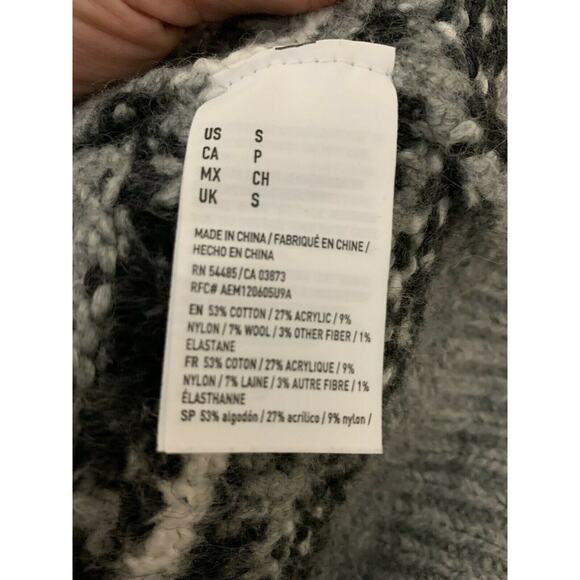 US S
CA P
MX CH
UK S
MADE IN CHINA / FABRIQUÉ EN CHINE /
HECHO EN CHINA
RN 54485 / CA 03873
RFC# AEM120605U9A
EN 53% COTTON / 27% ACRYLIC / 9%
NYLON / 7% WOOL / 3% OTHER FIBER / 1%
ELASTANE
FR 53% COTON / 27% ACRYLIQUE / 9%
NYLON / 7% LAINE / 3% AUTRE FIBRE / 1%
ÉLASTHANNE
SP 53% algodón / 27% acrílico / 9% nylon /